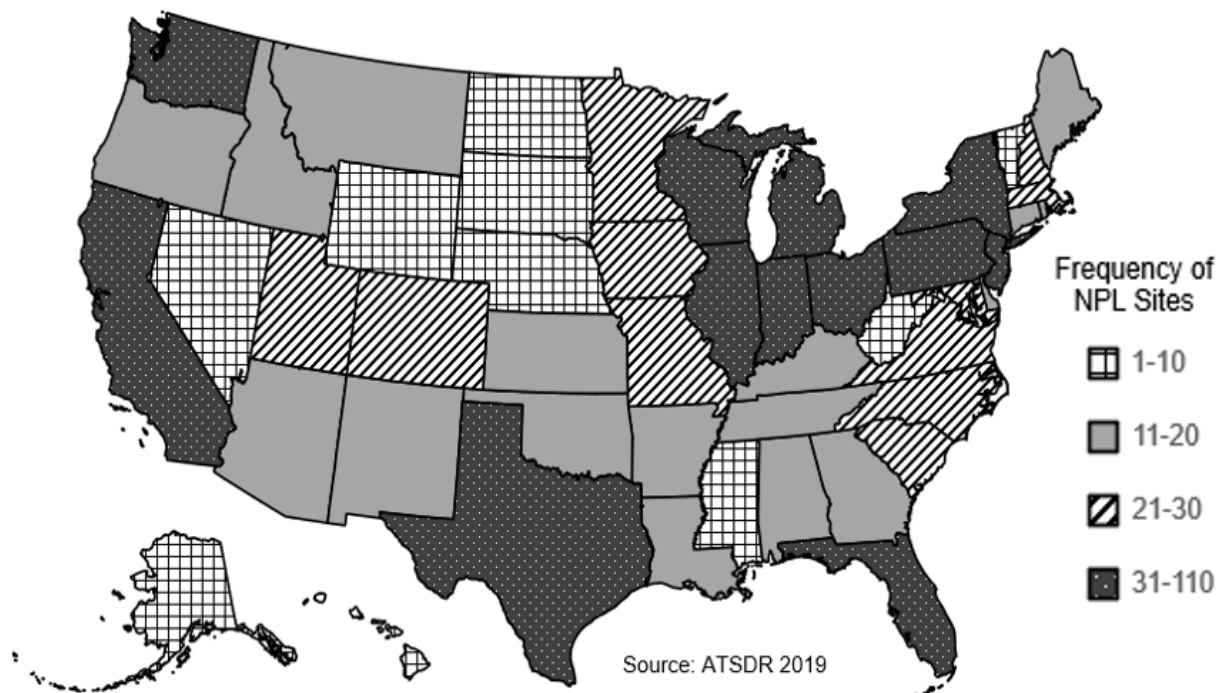 Frequency of
NPL Sites
1-10
11-20
21-30
31-110
Source: ATSDR 2019